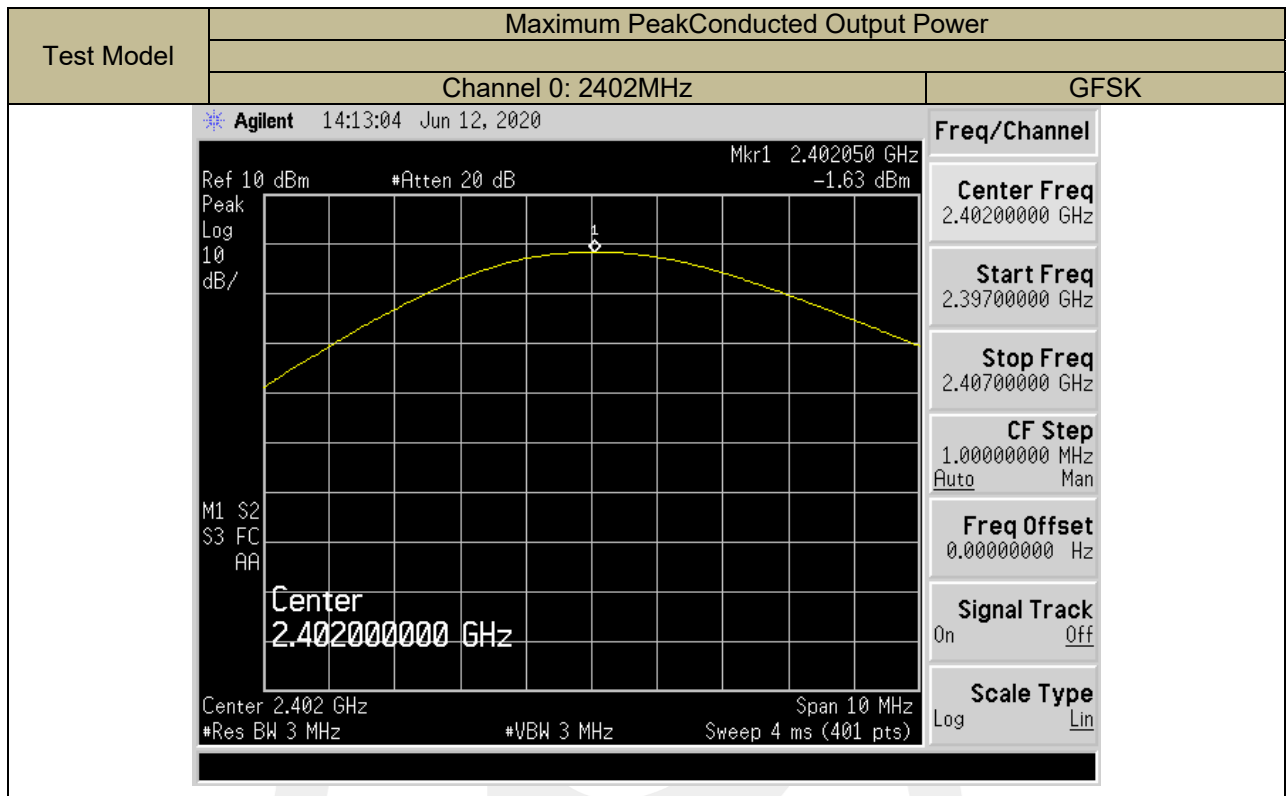 Test Model
Maximum PeakConducted Output Power
Channel 0: 2402MHz
GFSK
Agilent 14:13:04 Jun 12, 2020
Mkr1 2.402050 GHz
Ref 10 dBm #Atten 20 dB -1.63 dBm
Peak
Log
10
dB/
1
M1 S2
S3 FC
AA
Center
2.402000000 GHz
Center 2.402 GHz Span 10 MHz
#Res BW 3 MHz #VBW 3 MHz Sweep 4 ms (401 pts)
Freq/Channel
Center Freq
2.40200000 GHz
Start Freq
2.39700000 GHz
Stop Freq
2.40700000 GHz
CF Step
1.00000000 MHz
Auto Man
Freq Offset
0.00000000 Hz
Signal Track
On Off
Scale Type
Log Lin